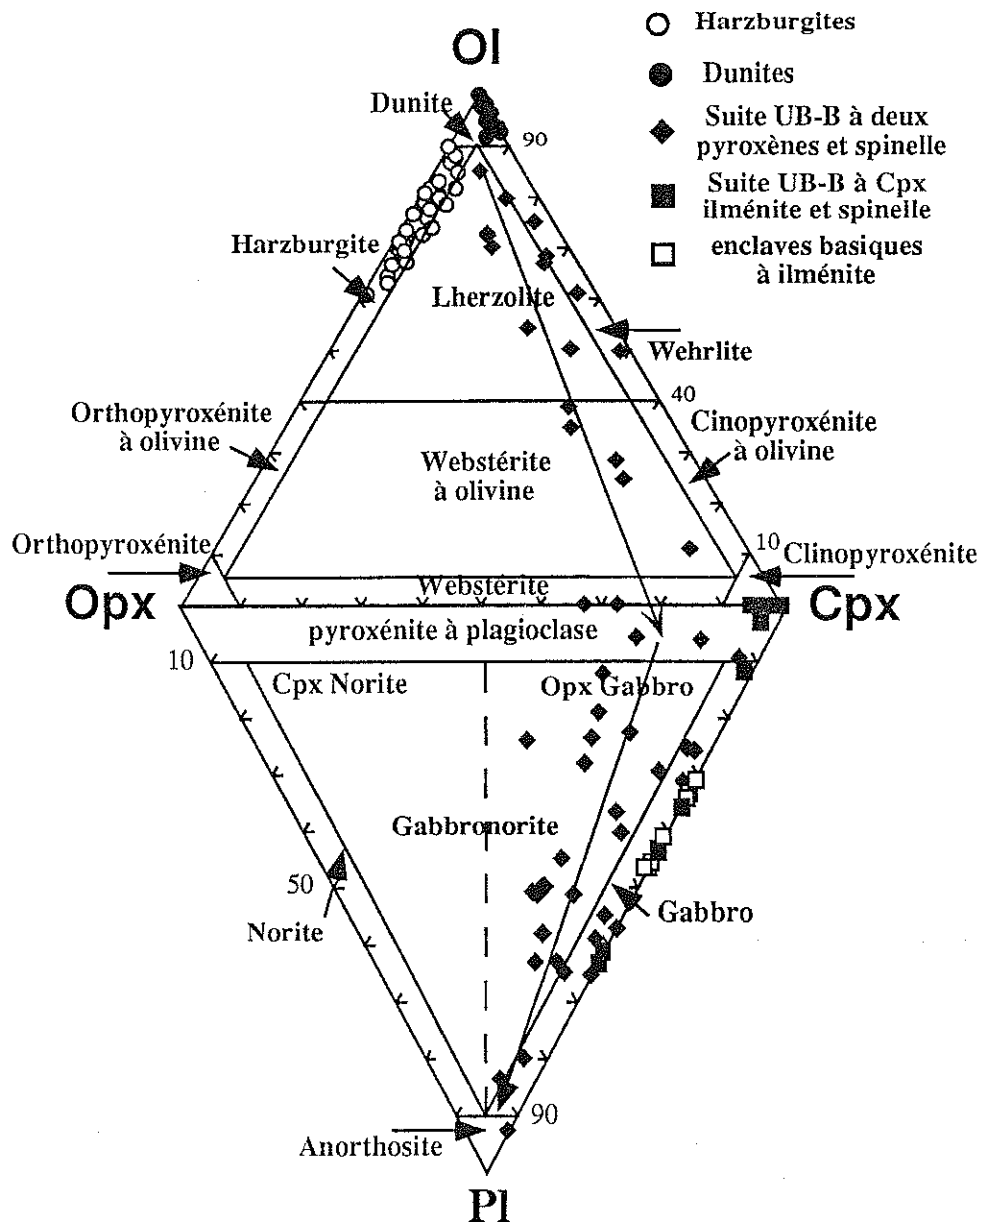 Harzburgites
Ol
Dunites
Dunite
Suite UB-B à deux
pyroxènes et spinelle
90
Suite UB-B à Cpx
ilménite et spinelle
Harzburgite
enclaves basiques
à ilménite
Lherzolite
Wehrlite
40
Orthopyroxénite
à olivine
Cinopyroxénite
à olivine
Webstérite
à olivine
Orthopyroxénite
10
Clinopyroxénite
Webstérite
Opx
Cpx
pyroxénite à plagioclase
10
Cpx Norite
Opx Gabbro
Gabbronorite
50
Norite
Gabbro
90
Anorthosite
Pl